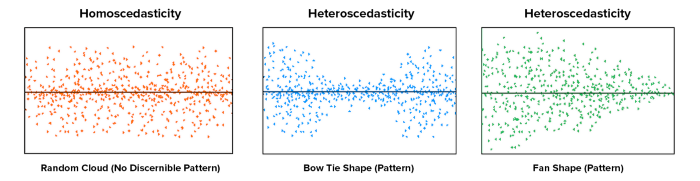 Homoscedasticity
Heteroscedasticity
Heteroscedasticity
Random Cloud (No Discernible Pattern)
Bow Tie Shape (Pattern)
Fan Shape (Pattern)